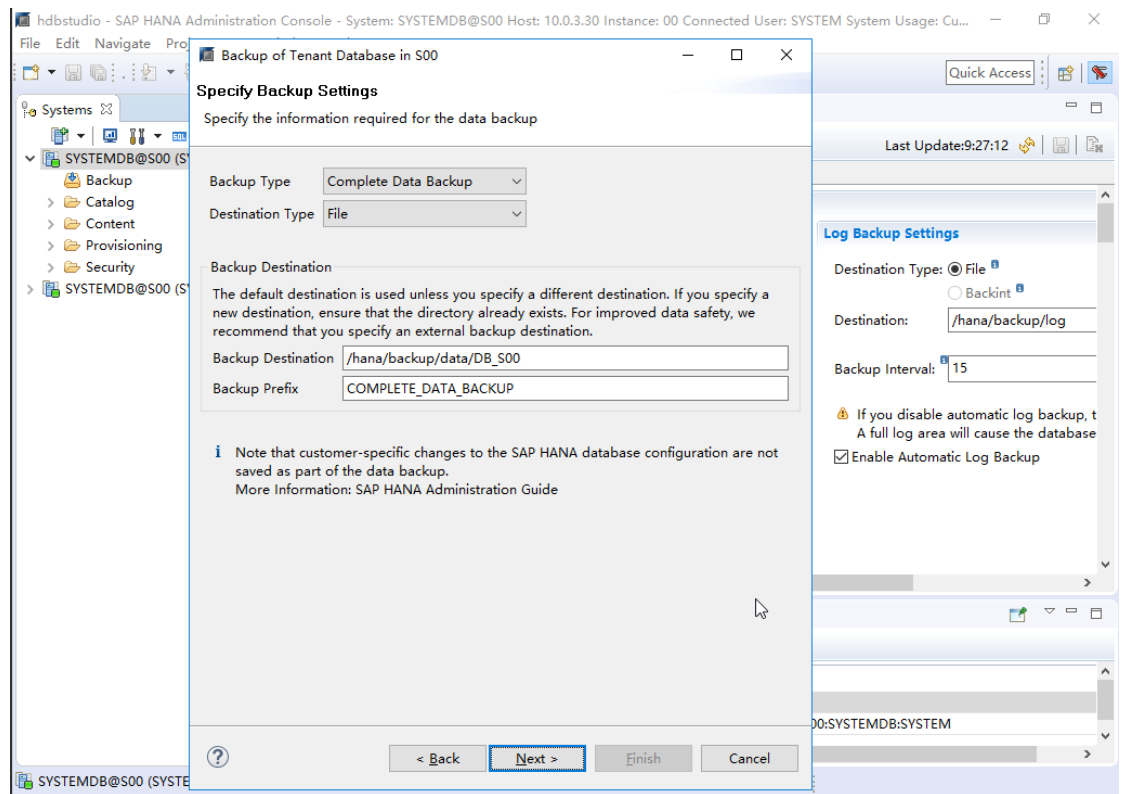 hdbstudio - SAP HANA Administration Console - System: SYSTEMDB@S00 Host: 10.0.3.30 Instance: 00 Connected User: SYSTEM System Usage: Cu...
File Edit Navigate Proj
Quick Access
Systems
SYSTEMDB@S00 (S
Backup
Catalog
Content
Provisioning
Security
SYSTEMDB@S00 (S
Backup of Tenant Database in S00
Specify Backup Settings
Specify the information required for the data backup
Backup Type Complete Data Backup
Destination Type File
Backup Destination
The default destination is used unless you specify a different destination. If you specify a
new destination, ensure that the directory already exists. For improved data safety, we
recommend that you specify an external backup destination.
Backup Destination /hana/backup/data/DB_S00
Backup Prefix COMPLETE_DATA_BACKUP
Note that customer-specific changes to the SAP HANA database configuration are not
saved as part of the data backup.
More Information: SAP HANA Administration Guide
< Back Next > Finish Cancel
Last Update:9:27:12
Log Backup Settings
Destination Type: File
Backint
Destination: /hana/backup/log
Backup Interval: 15
If you disable automatic log backup, t
A full log area will cause the database
Enable Automatic Log Backup
00:SYSTEMDB:SYSTEM
SYSTEMDB@S00 (SYSTE